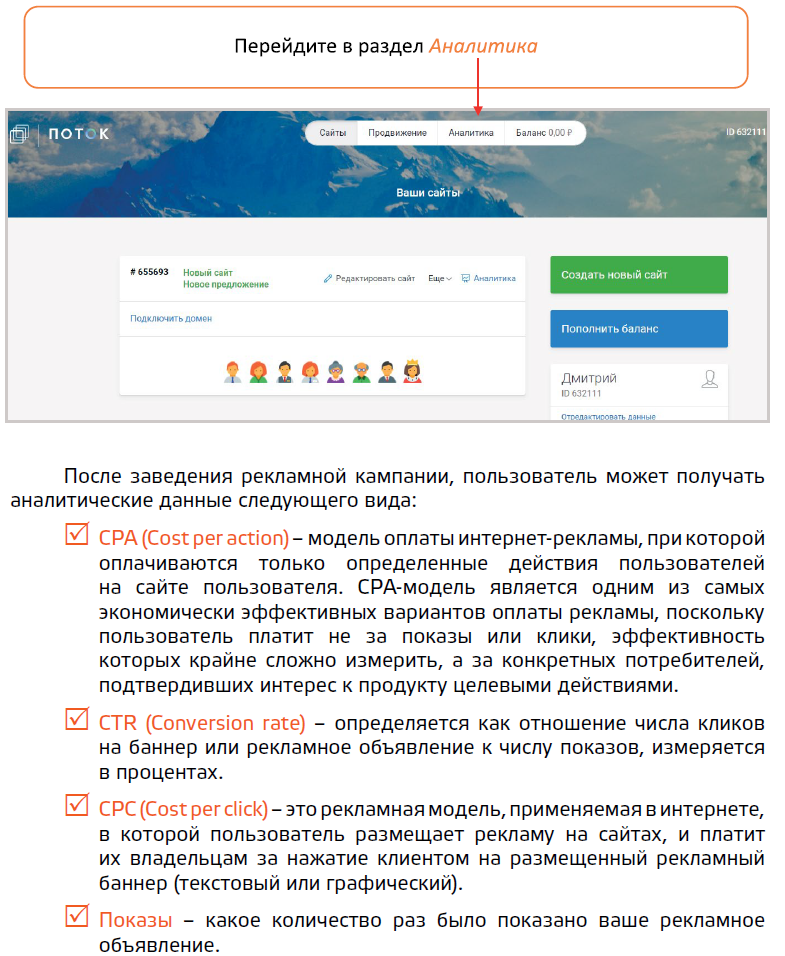 Перейдите в раздел Аналитика
ПОТОК
Сайты Продвижение Аналитика Баланс 0,00 ₽
ID 632111
Ваши сайты
# 655693
Новый сайт
Новое предложение
Редактировать сайт Еще Аналитика
Создать новый сайт
Подключить домен
Пополнить баланс
Дмитрий
ID 632111
Отредактировать данные
После заведения рекламной кампании, пользователь может получать
аналитические данные следующего вида:
CPA (Cost per action) – модель оплаты интернет-рекламы, при которой
оплачиваются только определенные действия пользователей
на сайте пользователя. CPA-модель является одним из самых
экономически эффективных вариантов оплаты рекламы, поскольку
пользователь платит не за показы или клики, эффективность
которых крайне сложно измерить, а за конкретных потребителей,
подтвердивших интерес к продукту целевыми действиями.
CTR (Conversion rate) – определяется как отношение числа кликов
на баннер или рекламное объявление к числу показов, измеряется
в процентах.
CPC (Cost per click) – это рекламная модель, применяемая в интернете,
в которой пользователь размещает рекламу на сайтах, и платит
их владельцам за нажатие клиентом на размещенный рекламный
баннер (текстовый или графический).
Показы – какое количество раз было показано ваше рекламное
объявление.